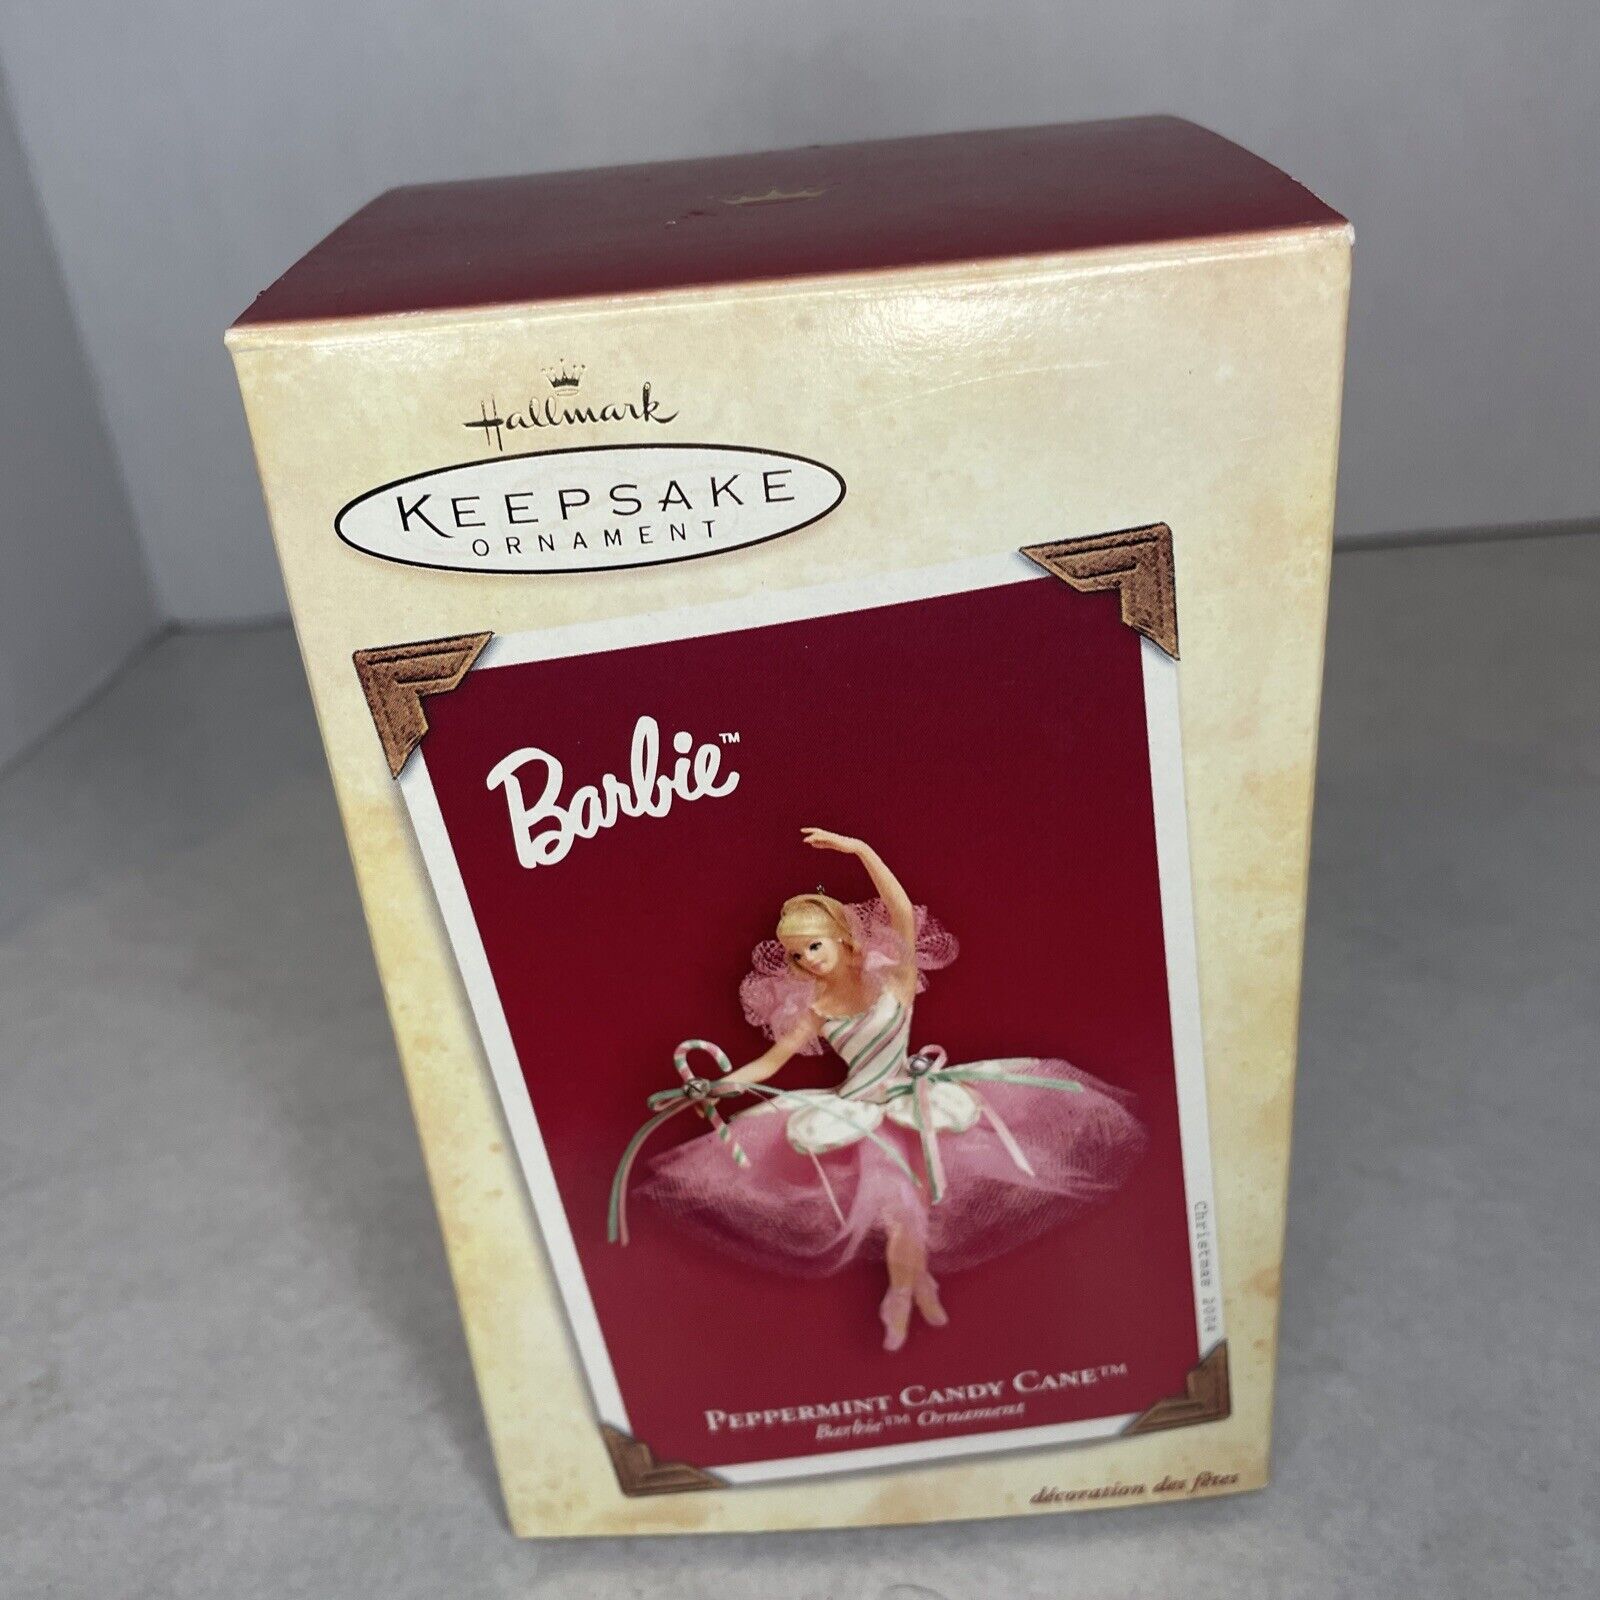 Hallmark
KEEPSAKE
ORNAMENT
Barbie™
Christmas 2004
PEPPERMINT CANDY CANE™
Barbie™ Ornament
décoration des fêtes